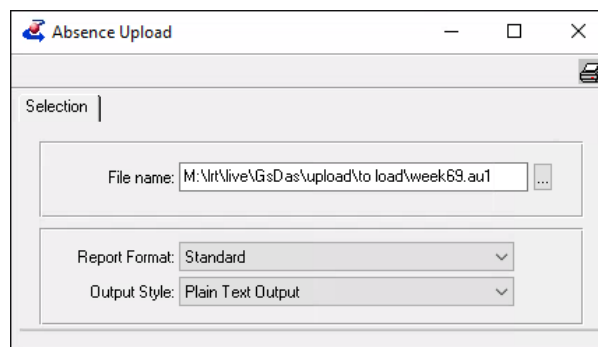 Absence Upload
Selection
File name: M:\lrt\live\GsDas\upload\to load\week69.au1 ...
Report Format: Standard
Output Style: Plain Text Output